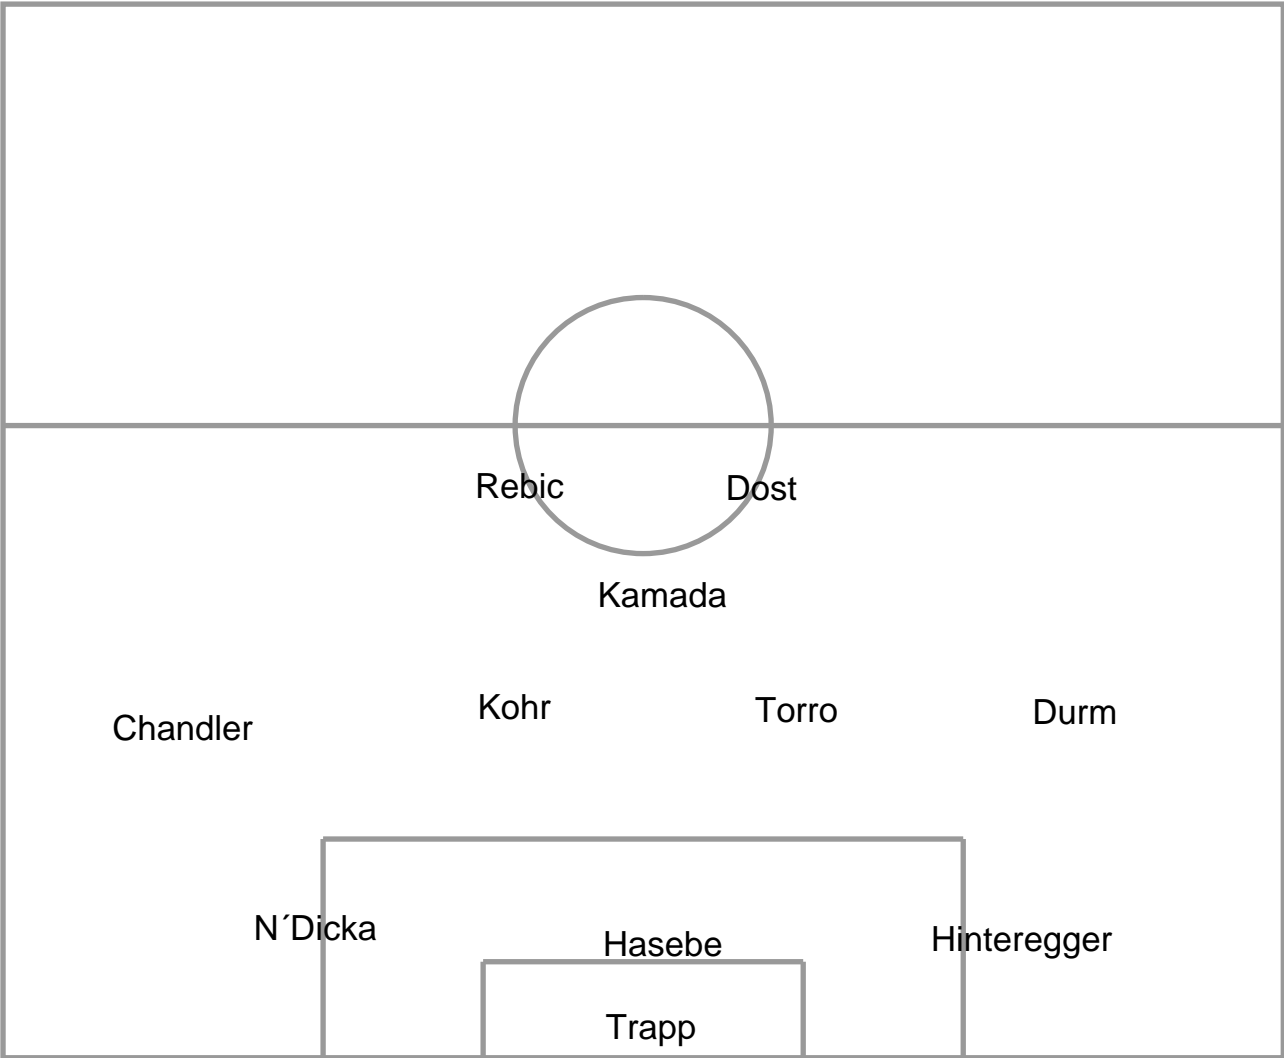 Rebic
Dost
Kamada
Chandler
Kohr
Torro
Durm
N´Dicka
Hasebe
Hinteregger
Trapp